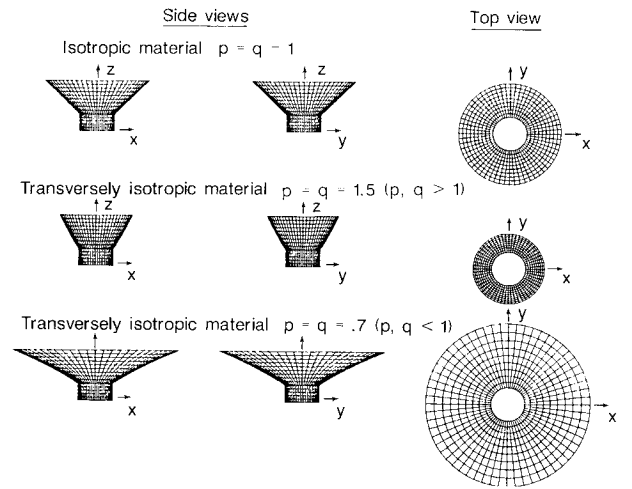 Side views
Top view
Isotropic material p = q - 1
z
z
y
x
y
x
Transversely isotropic material p = q = 1.5 (p, q > 1)
z
z
y
x
y
x
Transversely isotropic material p = q = .7 (p, q < 1)
y
x
y
x